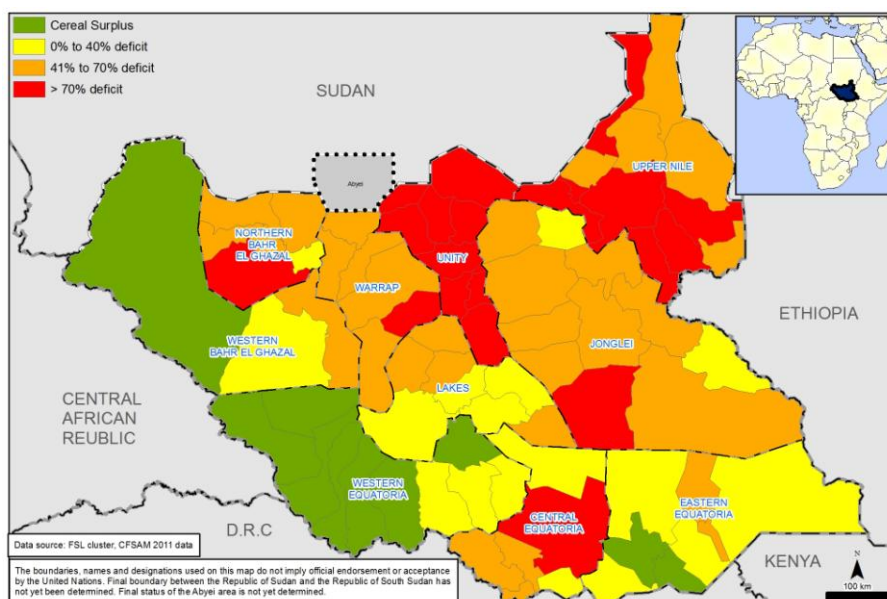 Cereal Surplus
0% to 40% deficit
41% to 70% deficit
> 70% deficit
SUDAN
Abyei
UPPER NILE
NORTHERN
BAHR
EL GHAZAL
UNITY
WARRAP
ETHIOPIA
WESTERN
BAHR EL GHAZAL
JONGLEI
LAKES
CENTRAL
AFRICAN
REUBLIC
WESTERN
EQUATORIA
EASTERN
EQUATORIA
CENTRAL
EQUATORIA
D.R.C
KENYA
Data source: FSL cluster, CFSAM 2011 data
The boundaries, names and designations used on this map do not imply official endorsement or acceptance
by the United Nations. Final boundary between the Republic of Sudan and the Republic of South Sudan has
not yet been determined. Final status of the Abyei area is not yet determined.
N
100 km